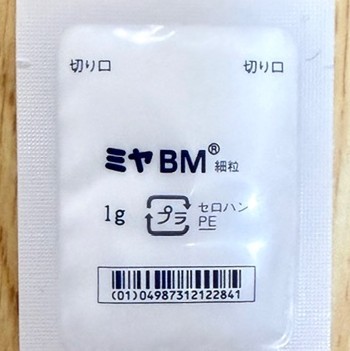 切り口 切り口
ミヤBM® 細粒
1g プラ セロハン
PE
(01)04987312122841